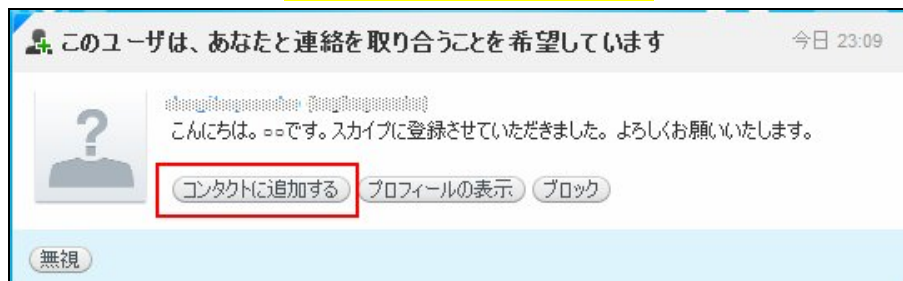 このユーザは、あなたと連絡を取り合うことを希望しています 今日 23:09
こんにちは。○○です。スカイプに登録させていただきました。よろしくお願いいたします。
コンタクトに追加する プロフィールの表示 ブロック
無視